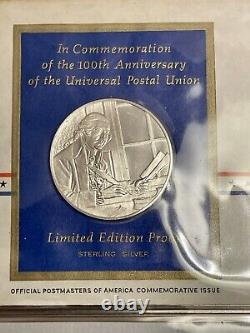 In Commemoration
of the 100th Anniversary
of the Universal Postal Union
Limited Edition Proof
STERLING SILVER
OFFICIAL POSTMASTERS OF AMERICA COMMEMORATIVE ISSUE